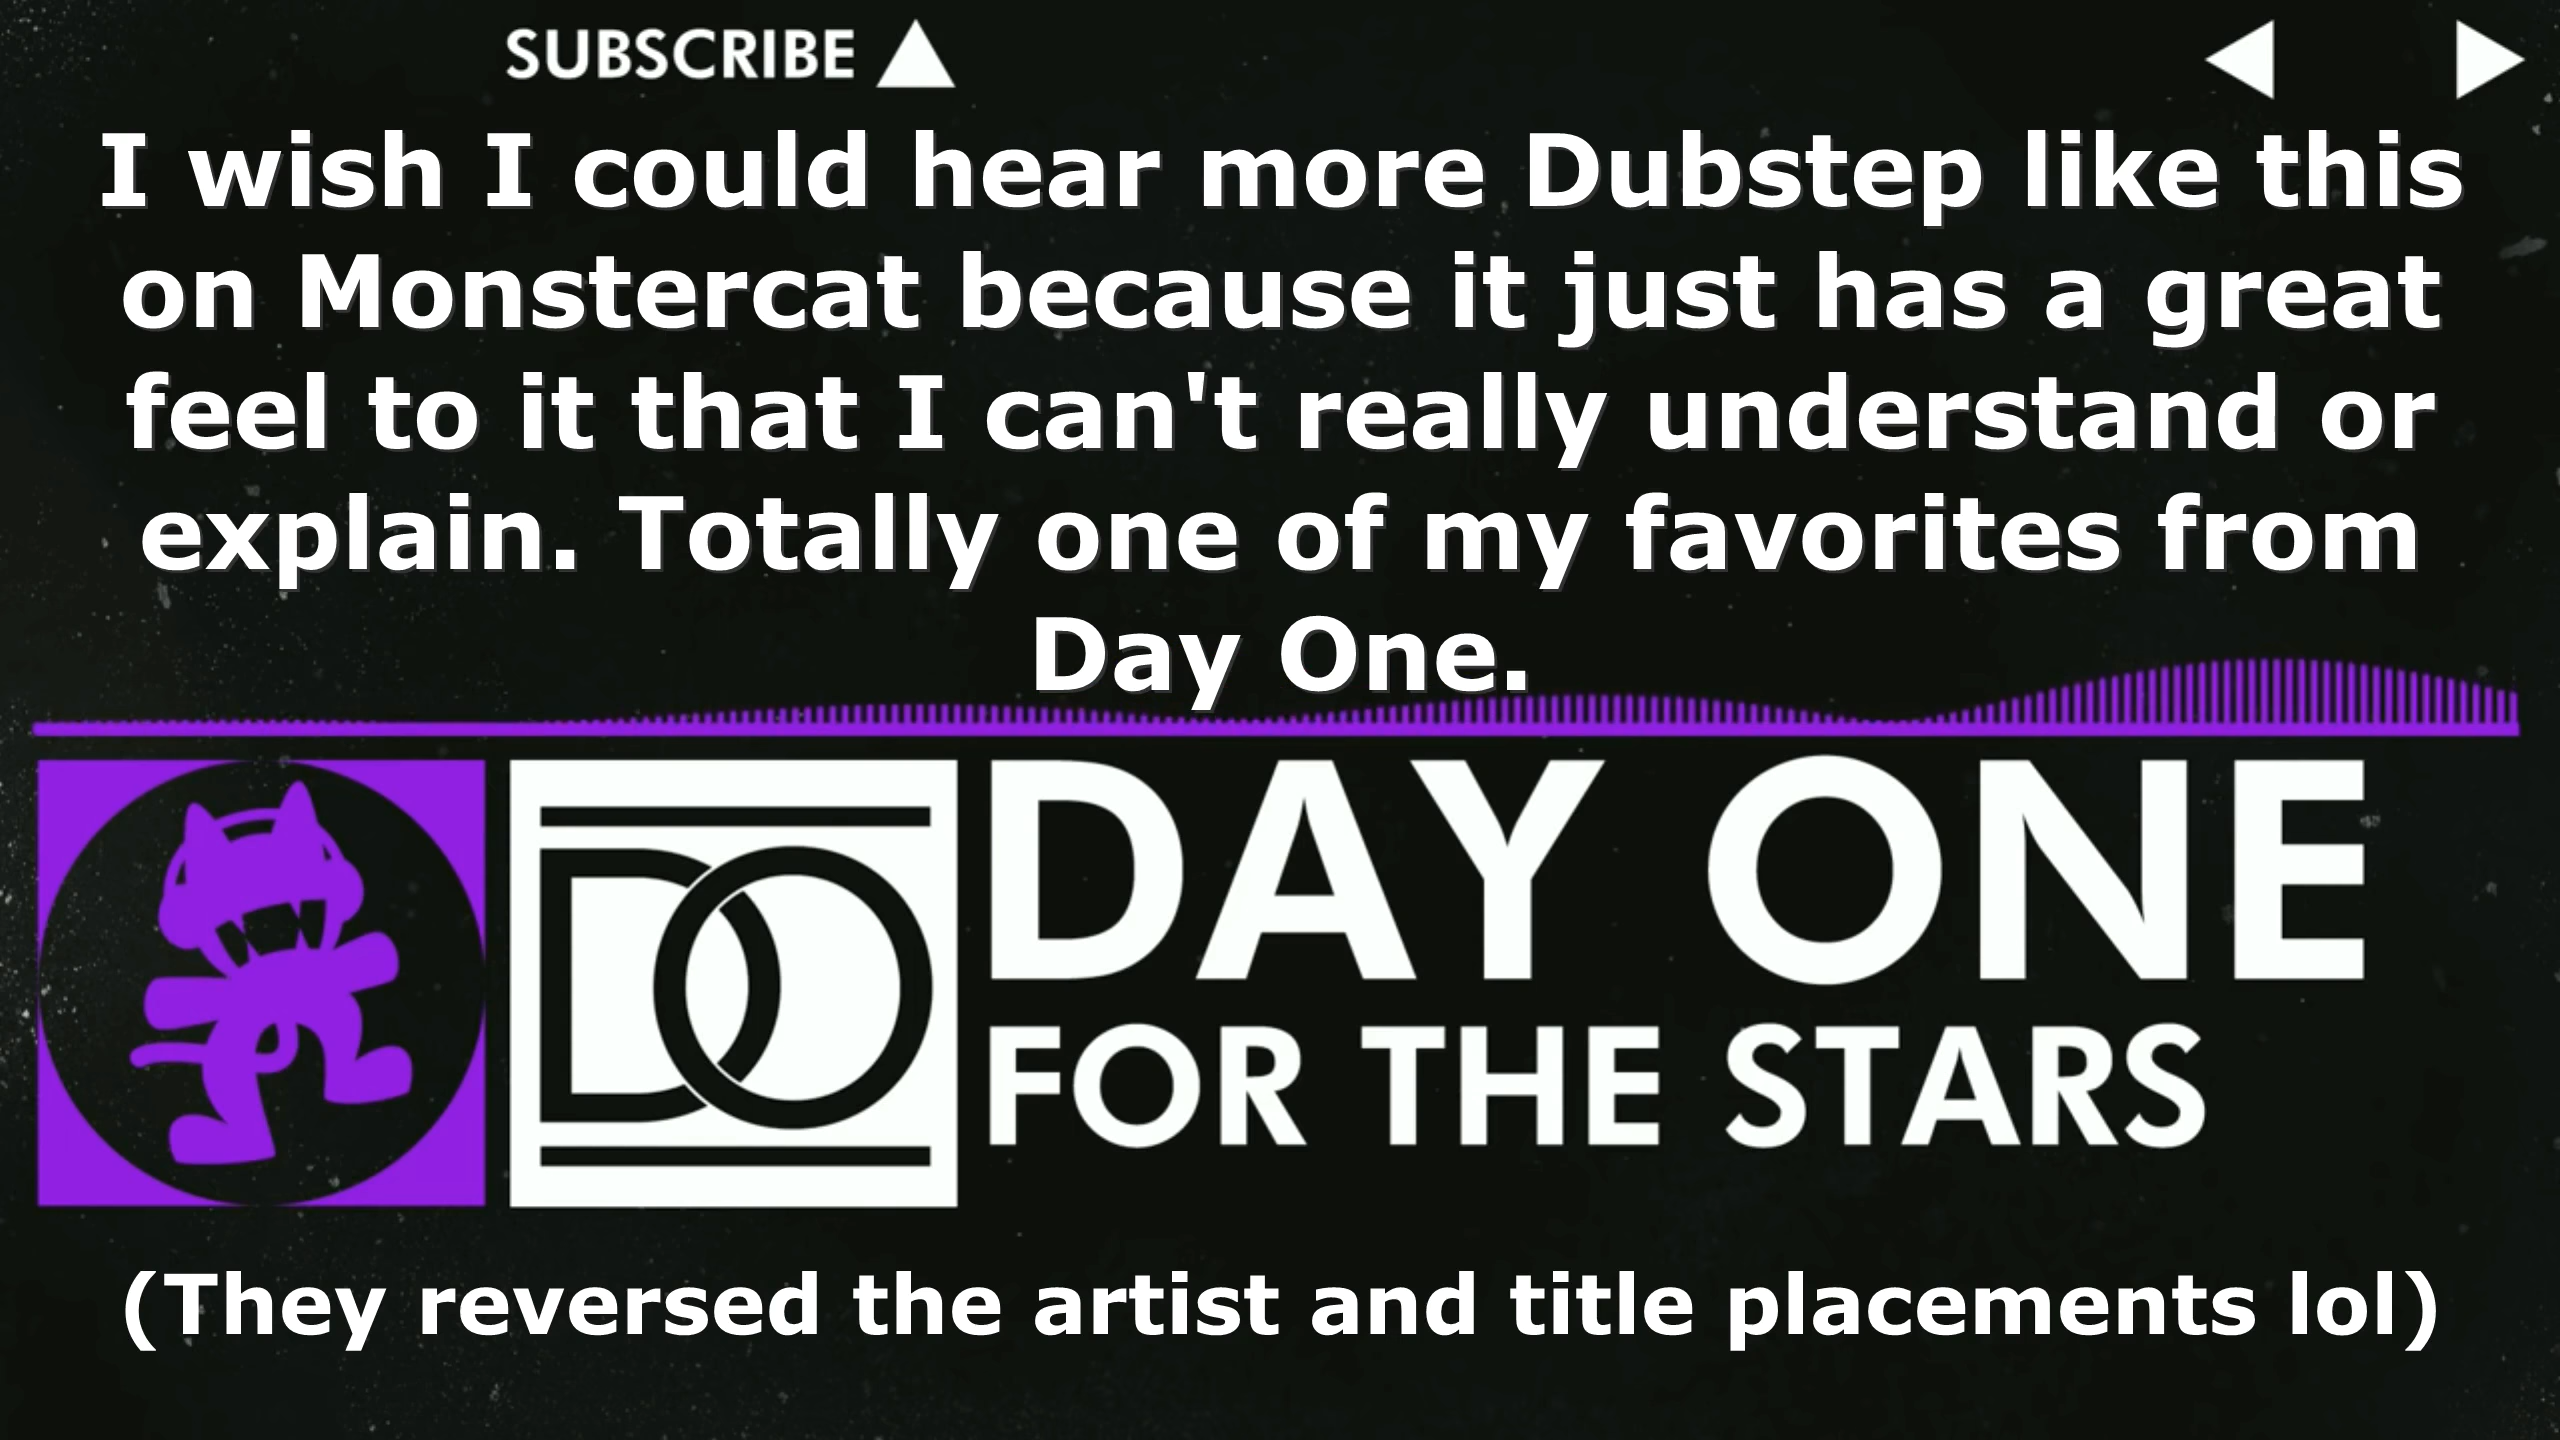 SUBSCRIBE
I wish I could hear more Dubstep like this
on Monstercat because it just has a great
feel to it that I can't really understand or
explain. Totally one of my favorites from
Day One.
DO
DAY ONE
FOR THE STARS
(They reversed the artist and title placements lol)